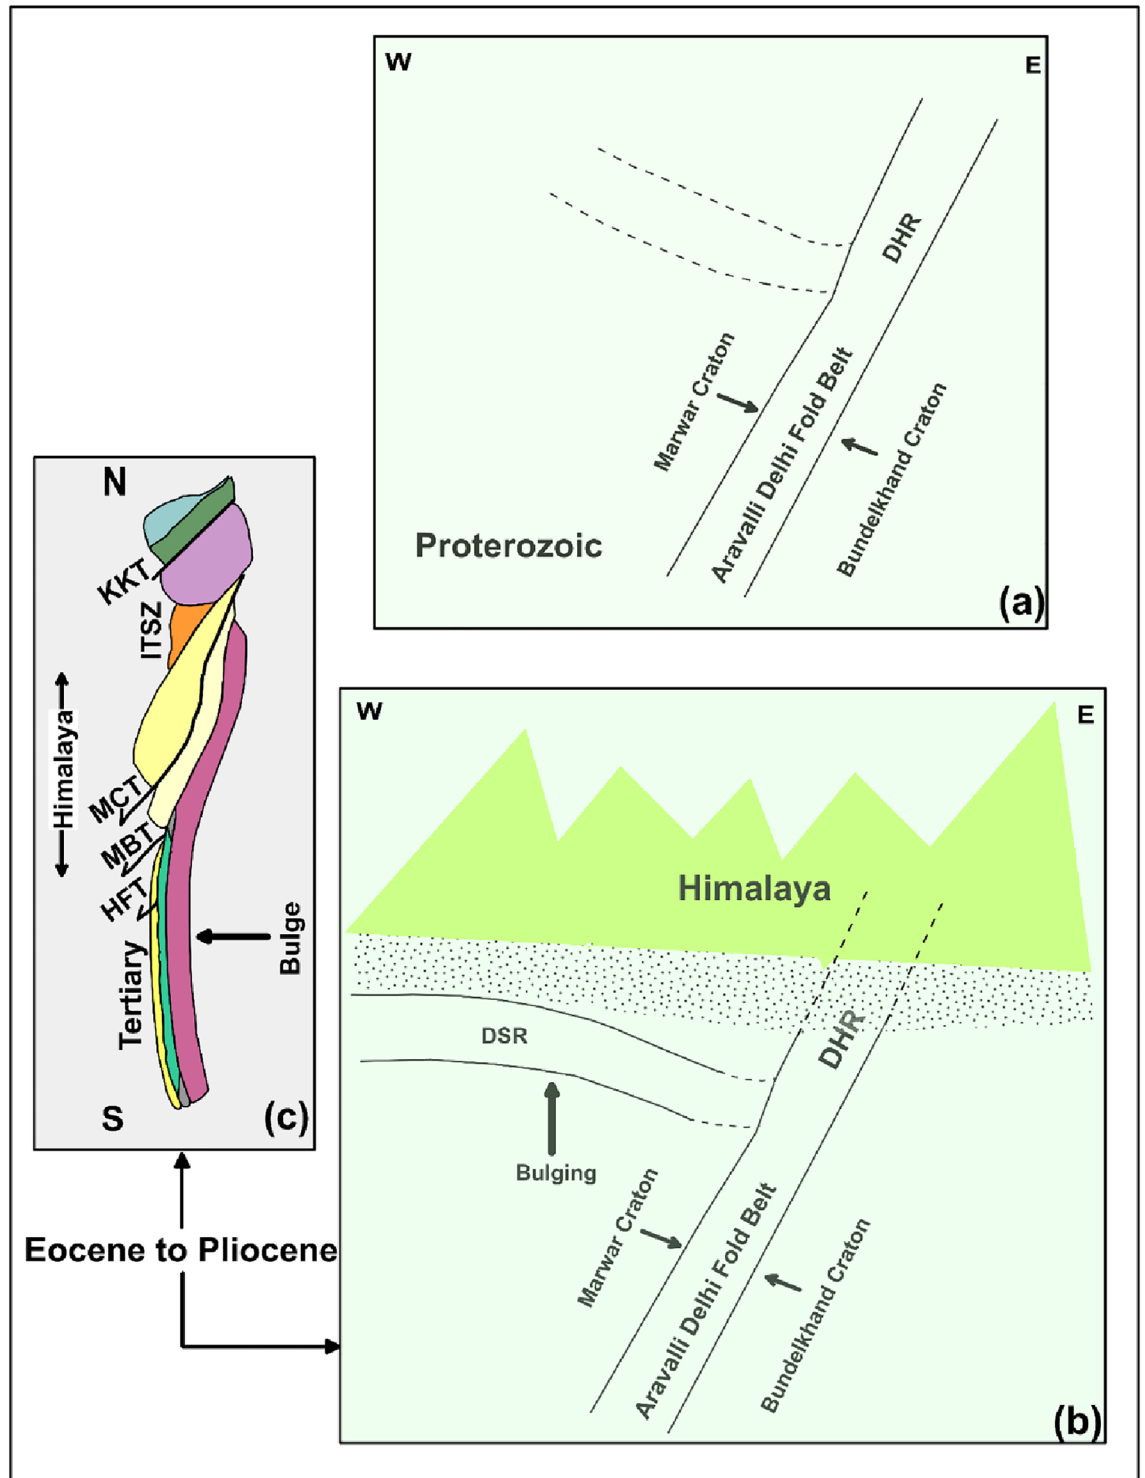 W
E
DHR
Marwar Craton
Aravalli Delhi Fold Belt
Bundelkhand Craton
Proterozoic
(a)
N
KKT
ITSZ
Himalaya
MCT
MBT
HFT
Bulge
Tertiary
S
(c)
Eocene to Pliocene
W
E
Himalaya
DSR
DHR
Bulging
Marwar Craton
Aravalli Delhi Fold Belt
Bundelkhand Craton
(b)